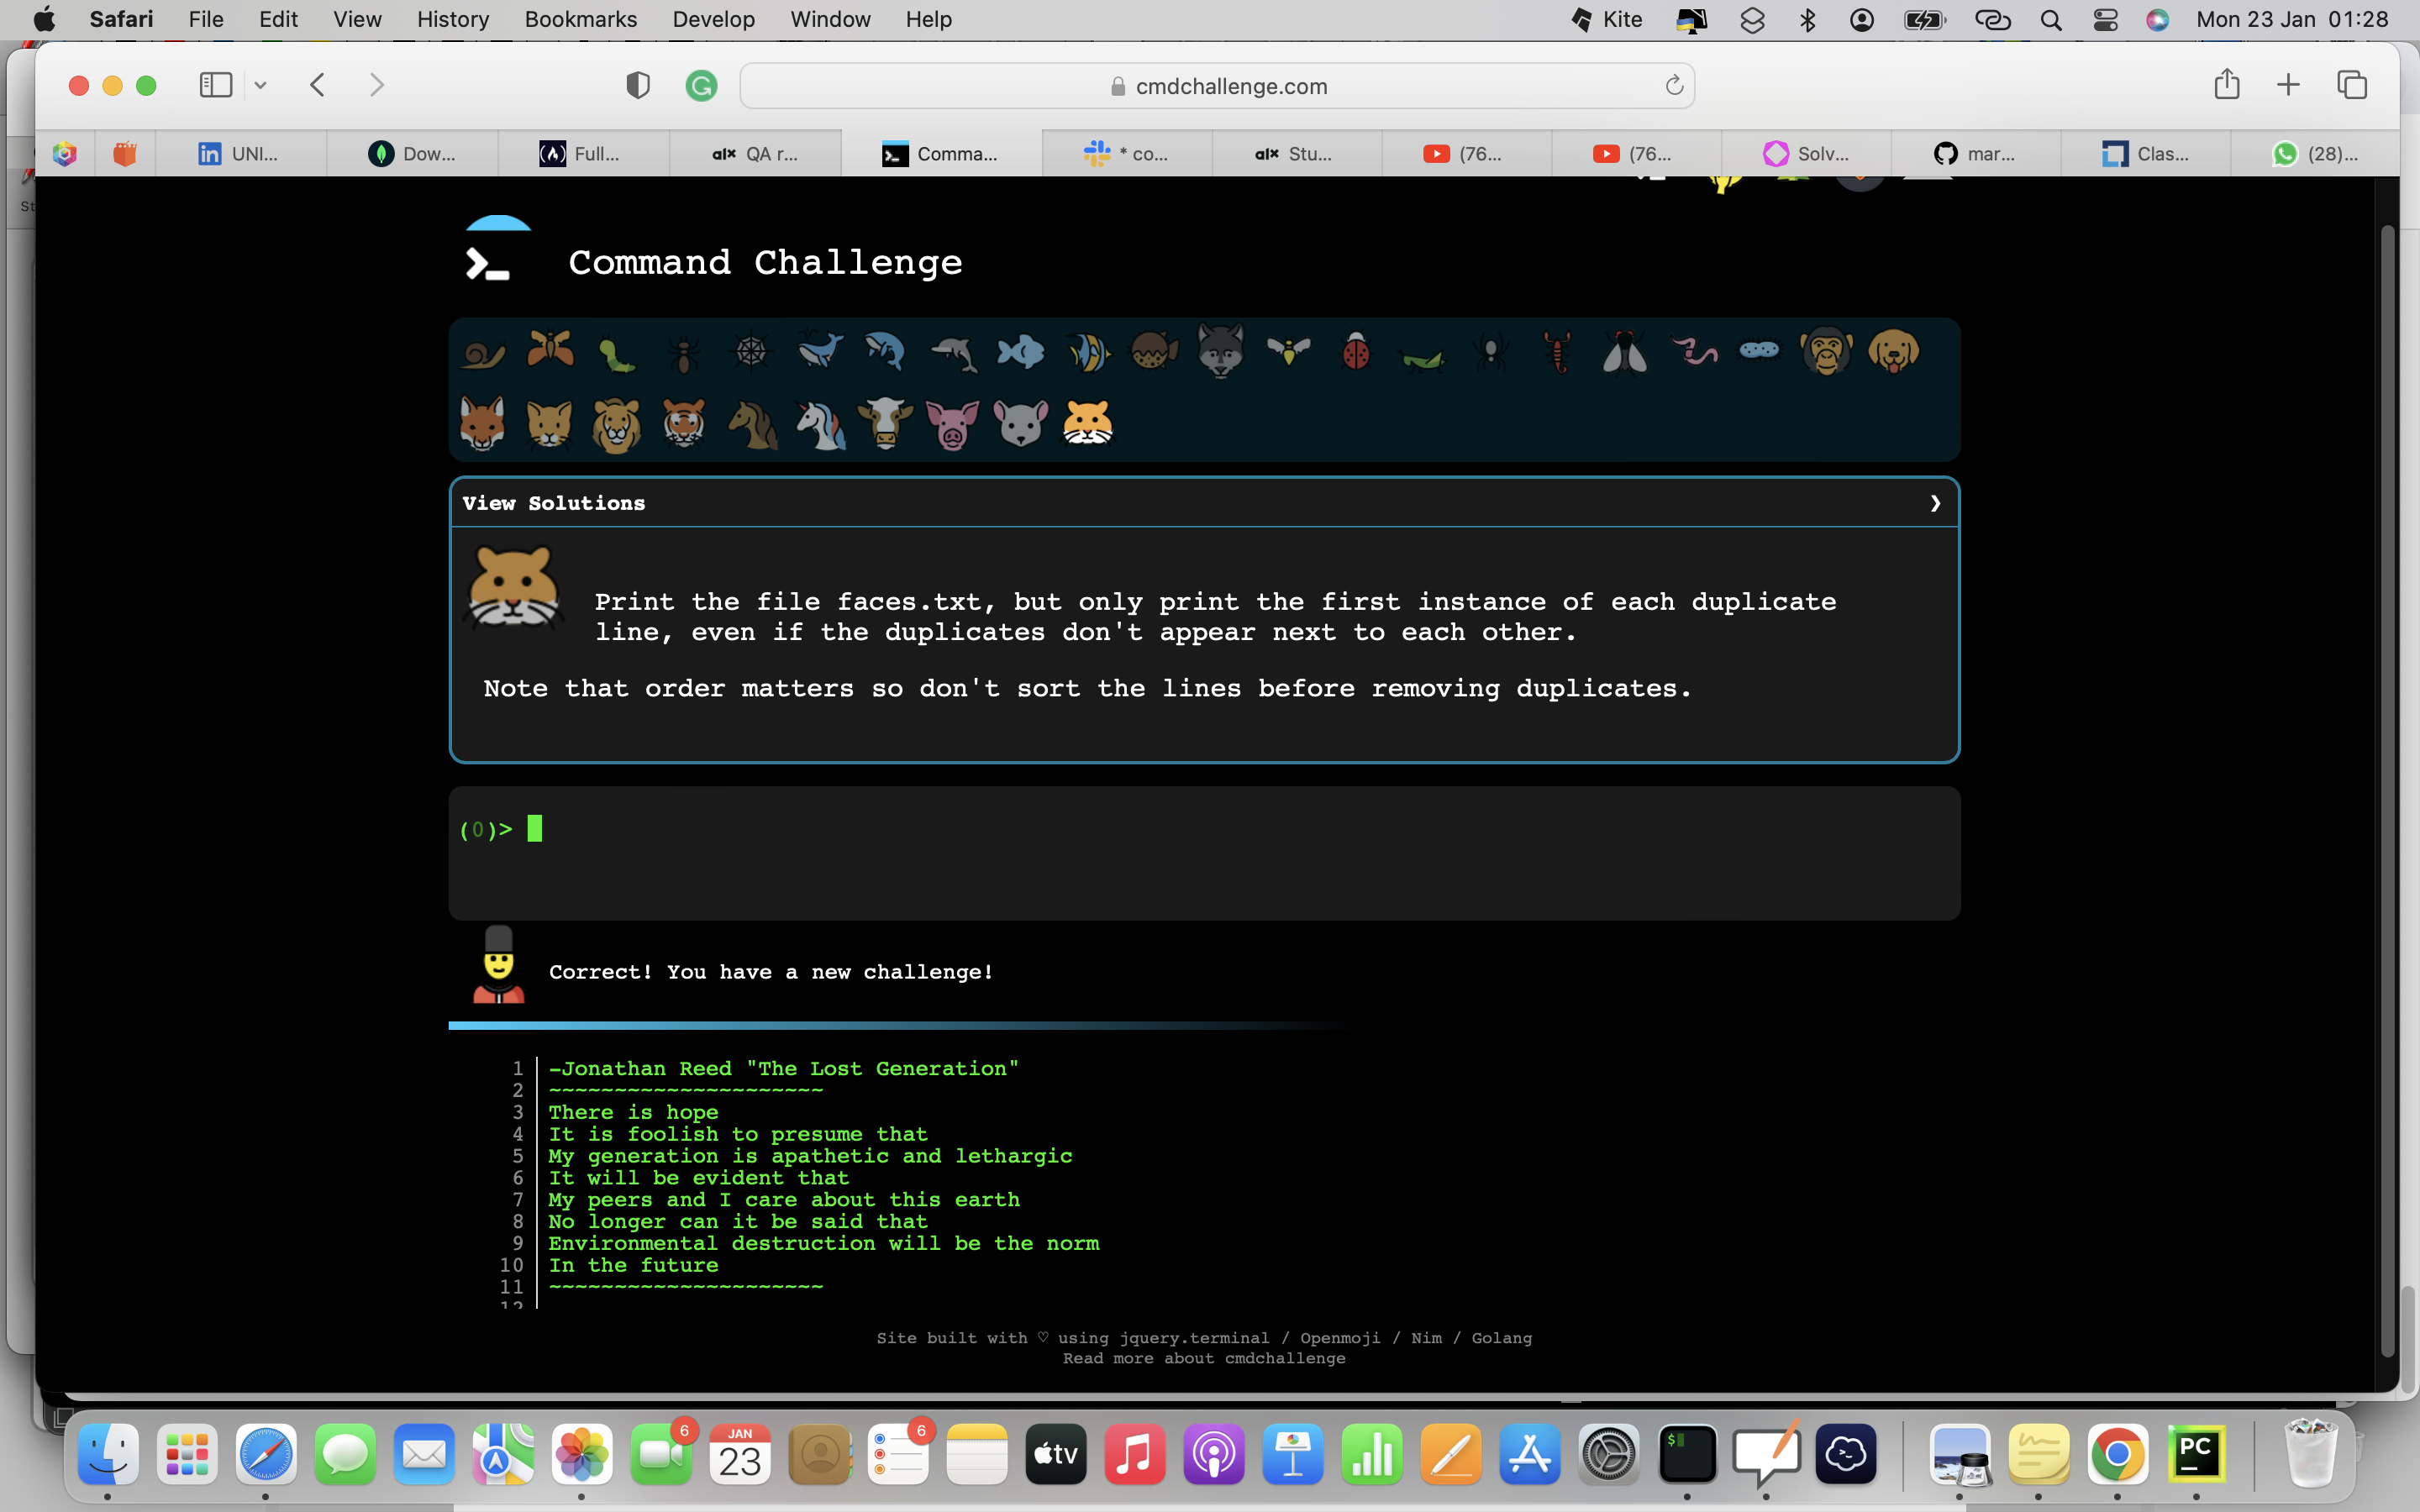 Safari File Edit View History Bookmarks Develop Window Help Kite Mon 23 Jan 01:28
cmdchallenge.com
UNI... Dow... Full... alx QA r... Comma... * co... alx Stu... (76... (76... Solv... mar... Clas... (28)...
St
Command Challenge
View Solutions
Print the file faces.txt, but only print the first instance of each duplicate
line, even if the duplicates don't appear next to each other.
Note that order matters so don't sort the lines before removing duplicates.
(0)>
Correct! You have a new challenge!
1 -Jonathan Reed "The Lost Generation"
2 ~~~~~~~~~~~~~~~~~~~~~
3 There is hope
4 It is foolish to presume that
5 My generation is apathetic and lethargic
6 It will be evident that
7 My peers and I care about this earth
8 No longer can it be said that
9 Environmental destruction will be the norm
10 In the future
11 ~~~~~~~~~~~~~~~~~~~~~
12
Site built with ♡ using jquery.terminal / Openmoji / Nim / Golang
Read more about cmdchallenge
6 JAN 23 6 tv $ PC